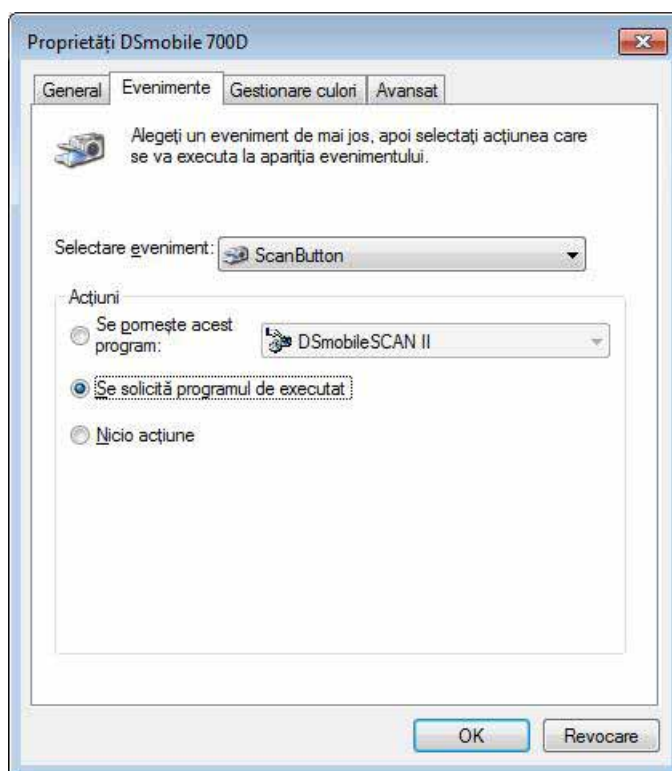 Proprietăți DSmobile 700D
General Evenimente Gestionare culori Avansat
Alegeți un eveniment de mai jos, apoi selectați acțiunea care
se va executa la apariția evenimentului.
Selectare eveniment: ScanButton
Acțiuni
Se pornește acest
program:
DSmobileSCAN II
Se solicită programul de executat
Nicio acțiune
OK Revocare